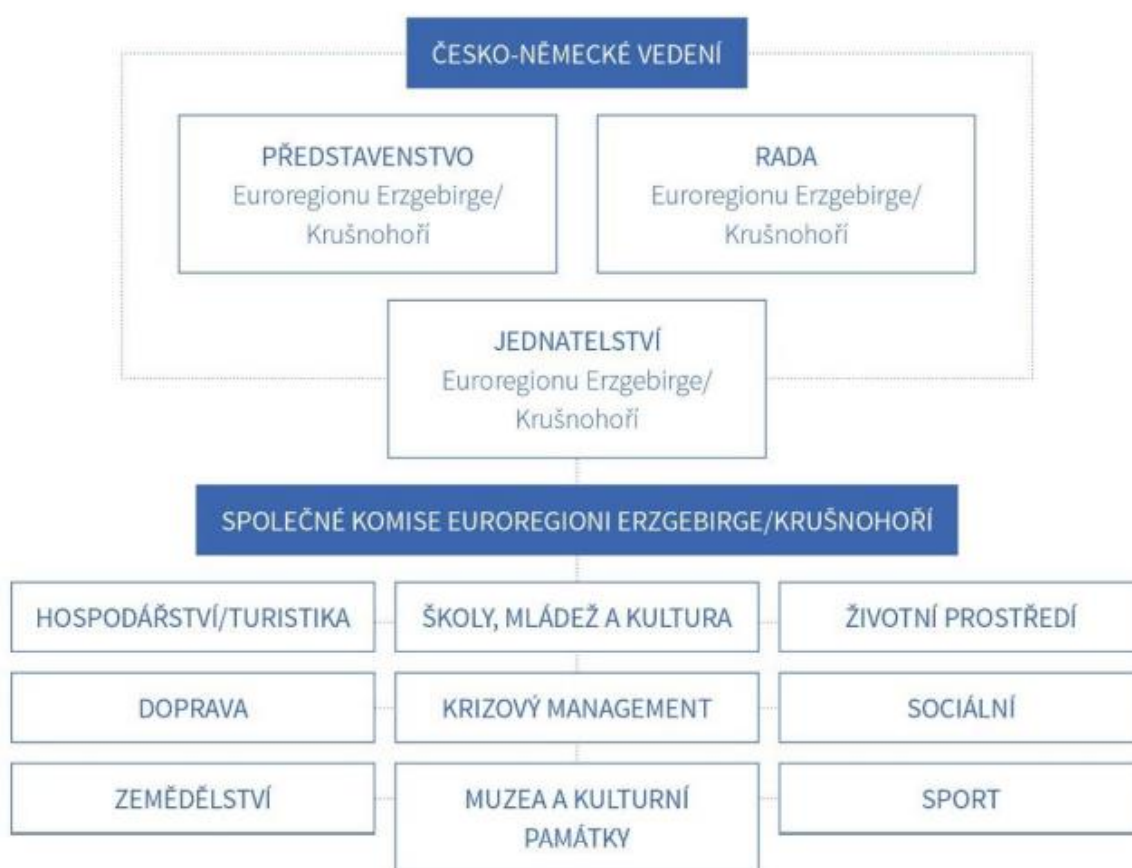 ČESKO-NĚMECKÉ VEDENÍ
PŘEDSTAVENSTVO
Euroregionu Erzgebirge/
Krušnohoří
RADA
Euroregionu Erzgebirge/
Krušnohoří
JEDNATELSTVÍ
Euroregionu Erzgebirge/
Krušnohoří
SPOLEČNÉ KOMISE EUROREGIONI ERZGEBIRGE/KRUŠNOHOŘÍ
HOSPODÁŘSTVÍ/TURISTIKA
ŠKOLY, MLÁDEŽ A KULTURA
ŽIVOTNÍ PROSTŘEDÍ
DOPRAVA
KRIZOVÝ MANAGEMENT
SOCIÁLNÍ
ZEMĚDĚLSTVÍ
MUZEA A KULTURNÍ
PAMÁTKY
SPORT